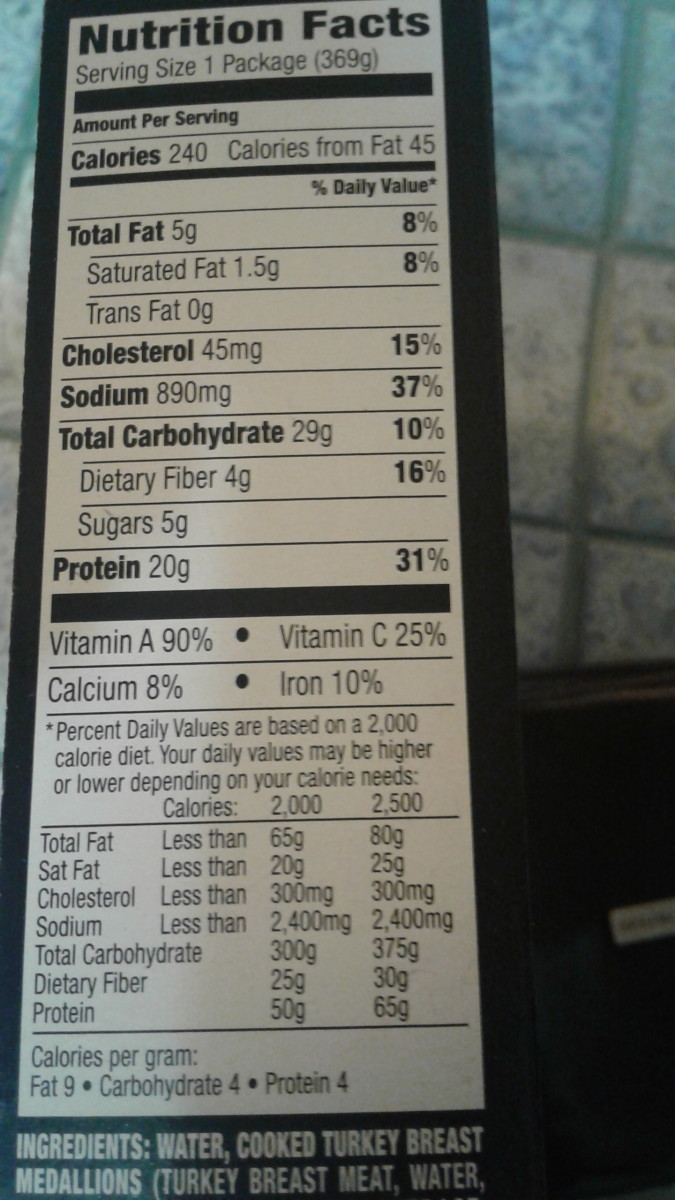 Nutrition Facts
Serving Size 1 Package (369g)
Amount Per Serving
Calories 240 Calories from Fat 45
% Daily Value*
Total Fat 5g 8%
Saturated Fat 1.5g 8%
Trans Fat 0g
Cholesterol 45mg 15%
Sodium 890mg 37%
Total Carbohydrate 29g 10%
Dietary Fiber 4g 16%
Sugars 5g
Protein 20g 31%
Vitamin A 90% • Vitamin C 25%
Calcium 8% • Iron 10%
*Percent Daily Values are based on a 2,000
calorie diet. Your daily values may be higher
or lower depending on your calorie needs:
Calories: 2,000 2,500
Total Fat Less than 65g 80g
Sat Fat Less than 20g 25g
Cholesterol Less than 300mg 300mg
Sodium Less than 2,400mg 2,400mg
Total Carbohydrate 300g 375g
Dietary Fiber 25g 30g
Protein 50g 65g
Calories per gram:
Fat 9 • Carbohydrate 4 • Protein 4
INGREDIENTS: WATER, COOKED TURKEY BREAST
MEDALLIONS (TURKEY BREAST MEAT, WATER,